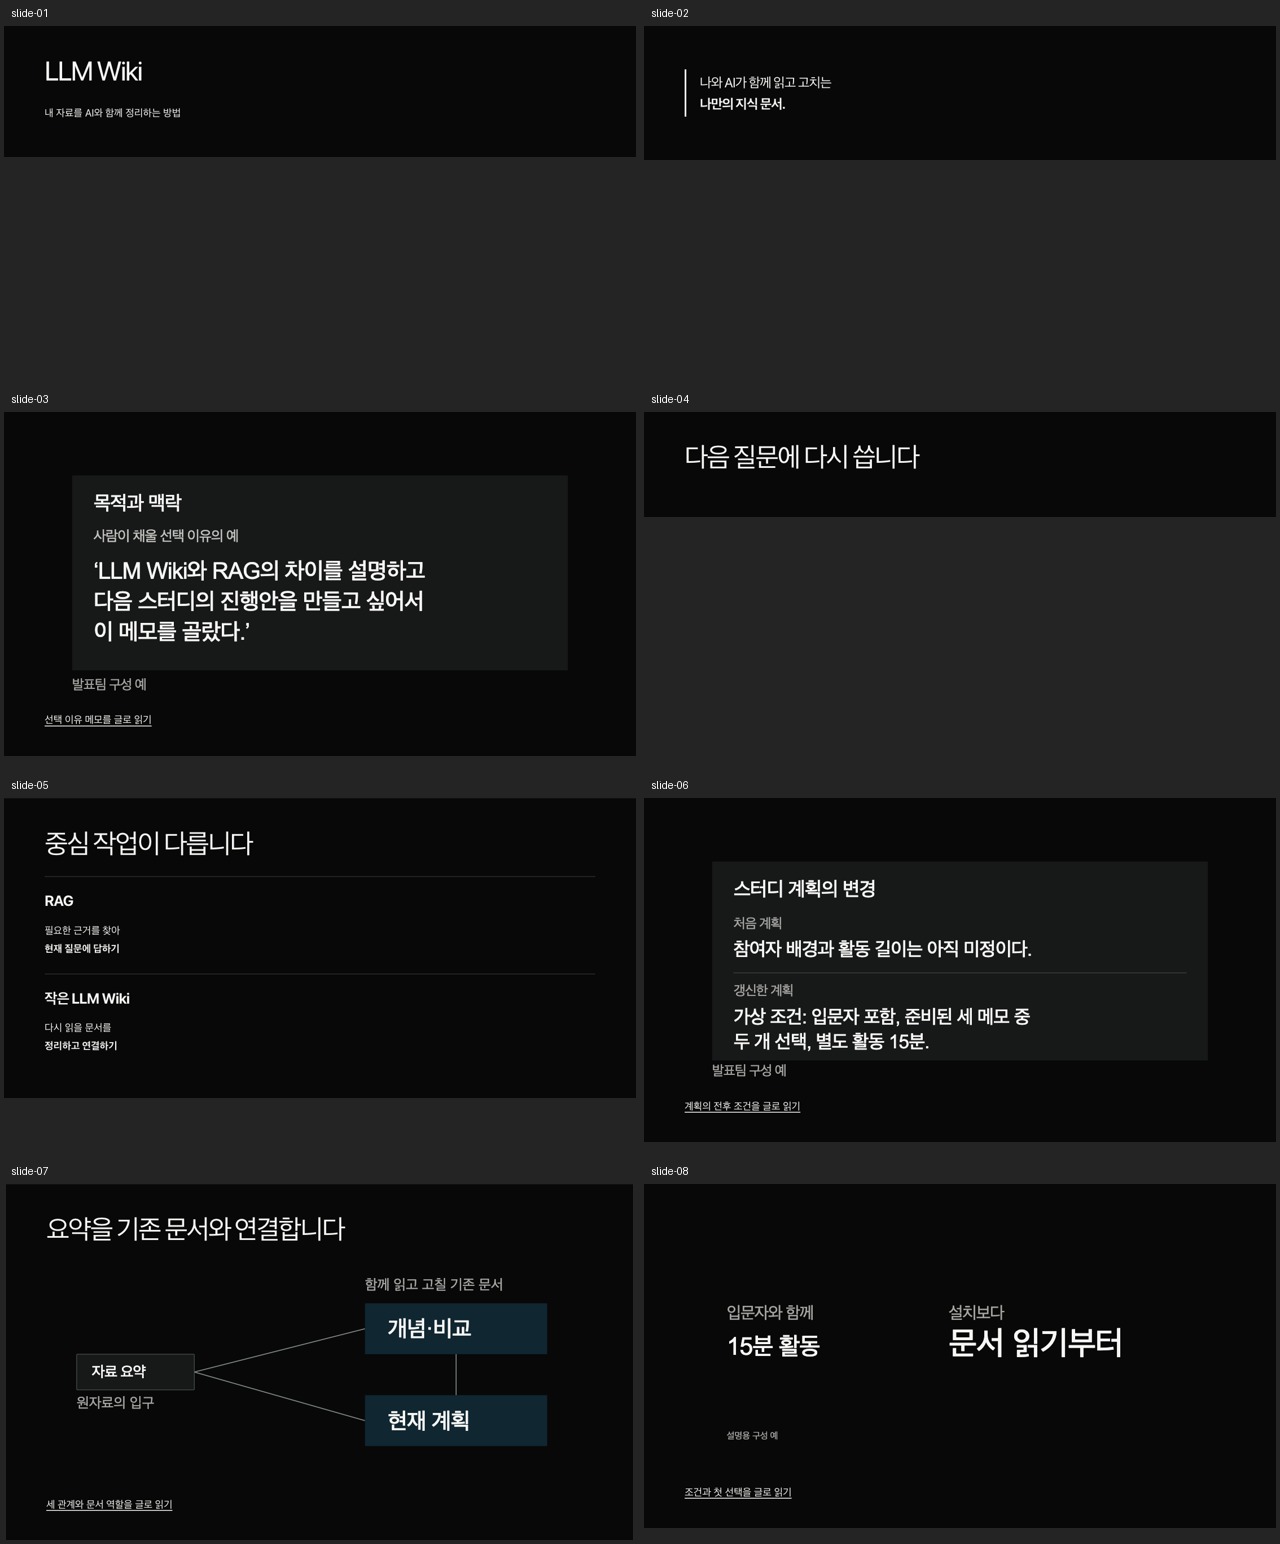 slide-01
LLM Wiki
내 자료를 AI와 함께 정리하는 방법
slide-02
나와 AI가 함께 읽고 고치는
나만의 지식 문서.
slide-03
목적과 맥락
사람이 채울 선택 이유의 예
‘LLM Wiki와 RAG의 차이를 설명하고
다음 스터디의 진행안을 만들고 싶어서
이 메모를 골랐다.’
발표팀 구성 예
선택 이유 메모를 글로 읽기
slide-04
다음 질문에 다시 씁니다
slide-05
중심 작업이 다릅니다
RAG
필요한 근거를 찾아
현재 질문에 답하기
작은 LLM Wiki
다시 읽을 문서를
정리하고 연결하기
slide-06
스터디 계획의 변경
처음 계획
참여자 배경과 활동 길이는 아직 미정이다.
갱신한 계획
가상 조건: 입문자 포함, 준비된 세 메모 중
두 개 선택, 별도 활동 15분.
발표팀 구성 예
계획의 전후 조건을 글로 읽기
slide-07
요약을 기존 문서와 연결합니다
함께 읽고 고칠 기존 문서
개념·비교
자료 요약
원자료의 입구
현재 계획
세 관계와 문서 역할을 글로 읽기
slide-08
입문자와 함께
15분 활동
설치보다
문서 읽기부터
설명용 구성 예
조건과 첫 선택을 글로 읽기